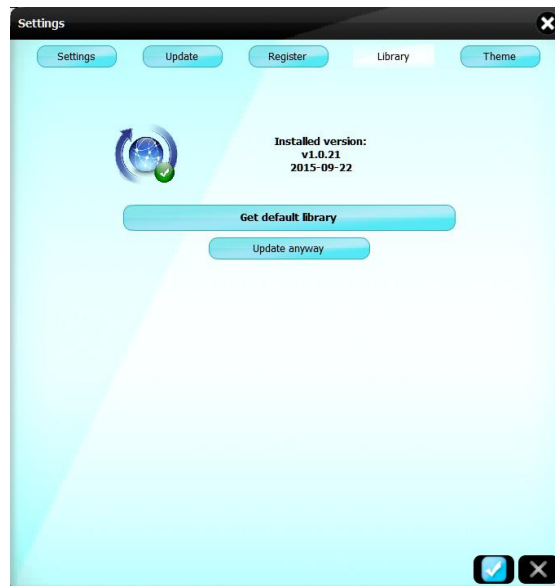 Settings
Settings Update Register Library Theme
Installed version:
v1.0.21
2015-09-22
Get default library
Update anyway